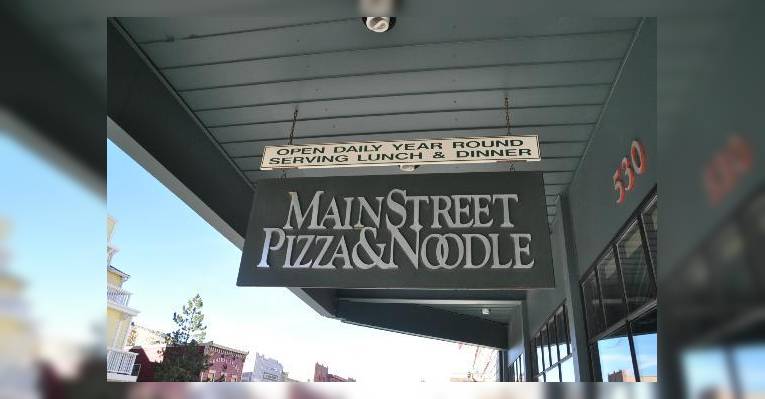 OPEN DAILY YEAR ROUND
SERVING LUNCH & DINNER
MAINSTREET
PIZZA&NOODLE
530